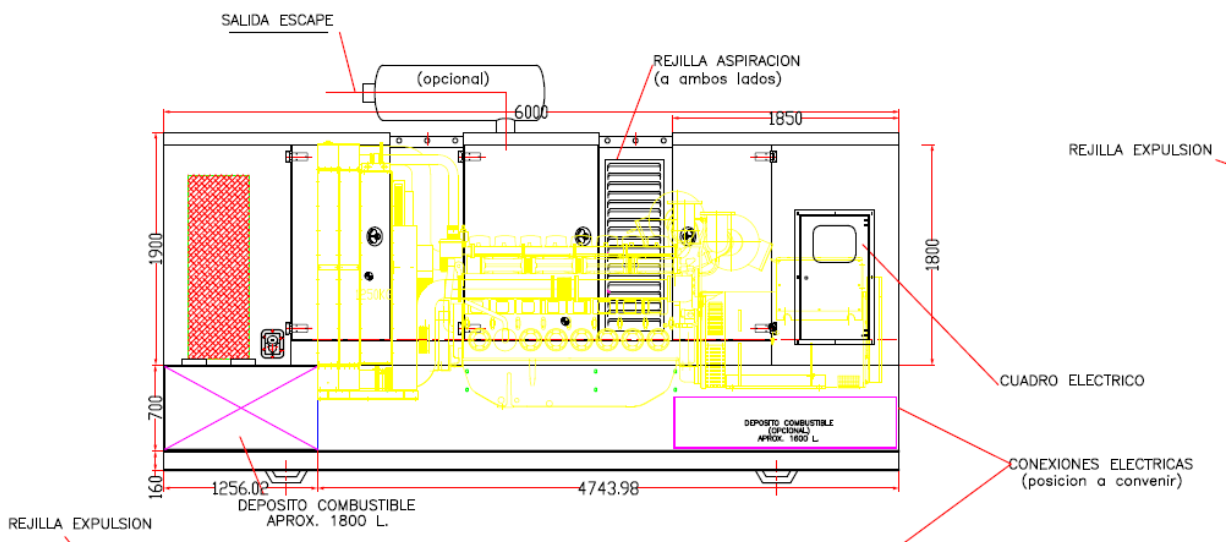 SALIDA ESCAPE
(opcional)
REJILLA ASPIRACION
(a ambos lados)
6000
1850
REJILLA EXPULSION
1900
1800
CUADRO ELECTRICO
700
DEPOSITO COMBUSTIBLE
(OPCIONAL)
APROX. 1600 L.
CONEXIONES ELECTRICAS
(posicion a convenir)
160
1256.02
4743.98
DEPOSITO COMBUSTIBLE
APROX. 1800 L.
REJILLA EXPULSION